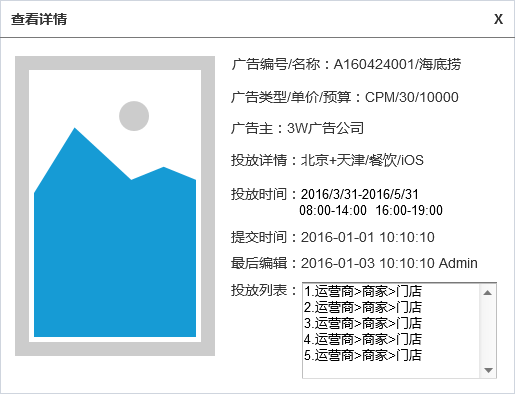 查看详情 X
广告编号/名称：A160424001/海底捞
广告类型/单价/预算：CPM/30/10000
广告主：3W广告公司
投放详情：北京+天津/餐饮/iOS
投放时间：2016/3/31-2016/5/31
08:00-14:00 16:00-19:00
提交时间：2016-01-01 10:10:10
最后编辑：2016-01-03 10:10:10 Admin
投放列表：
1.运营商>商家>门店
2.运营商>商家>门店
3.运营商>商家>门店
4.运营商>商家>门店
5.运营商>商家>门店